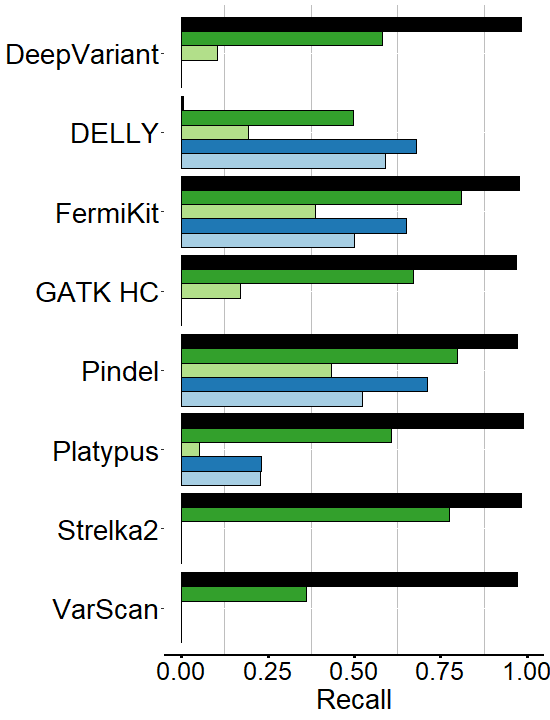 DeepVariant
DELLY
FermiKit
GATK HC
Pindel
Platypus
Strelka2
VarScan
0.00 0.25 0.50 0.75 1.00
Recall